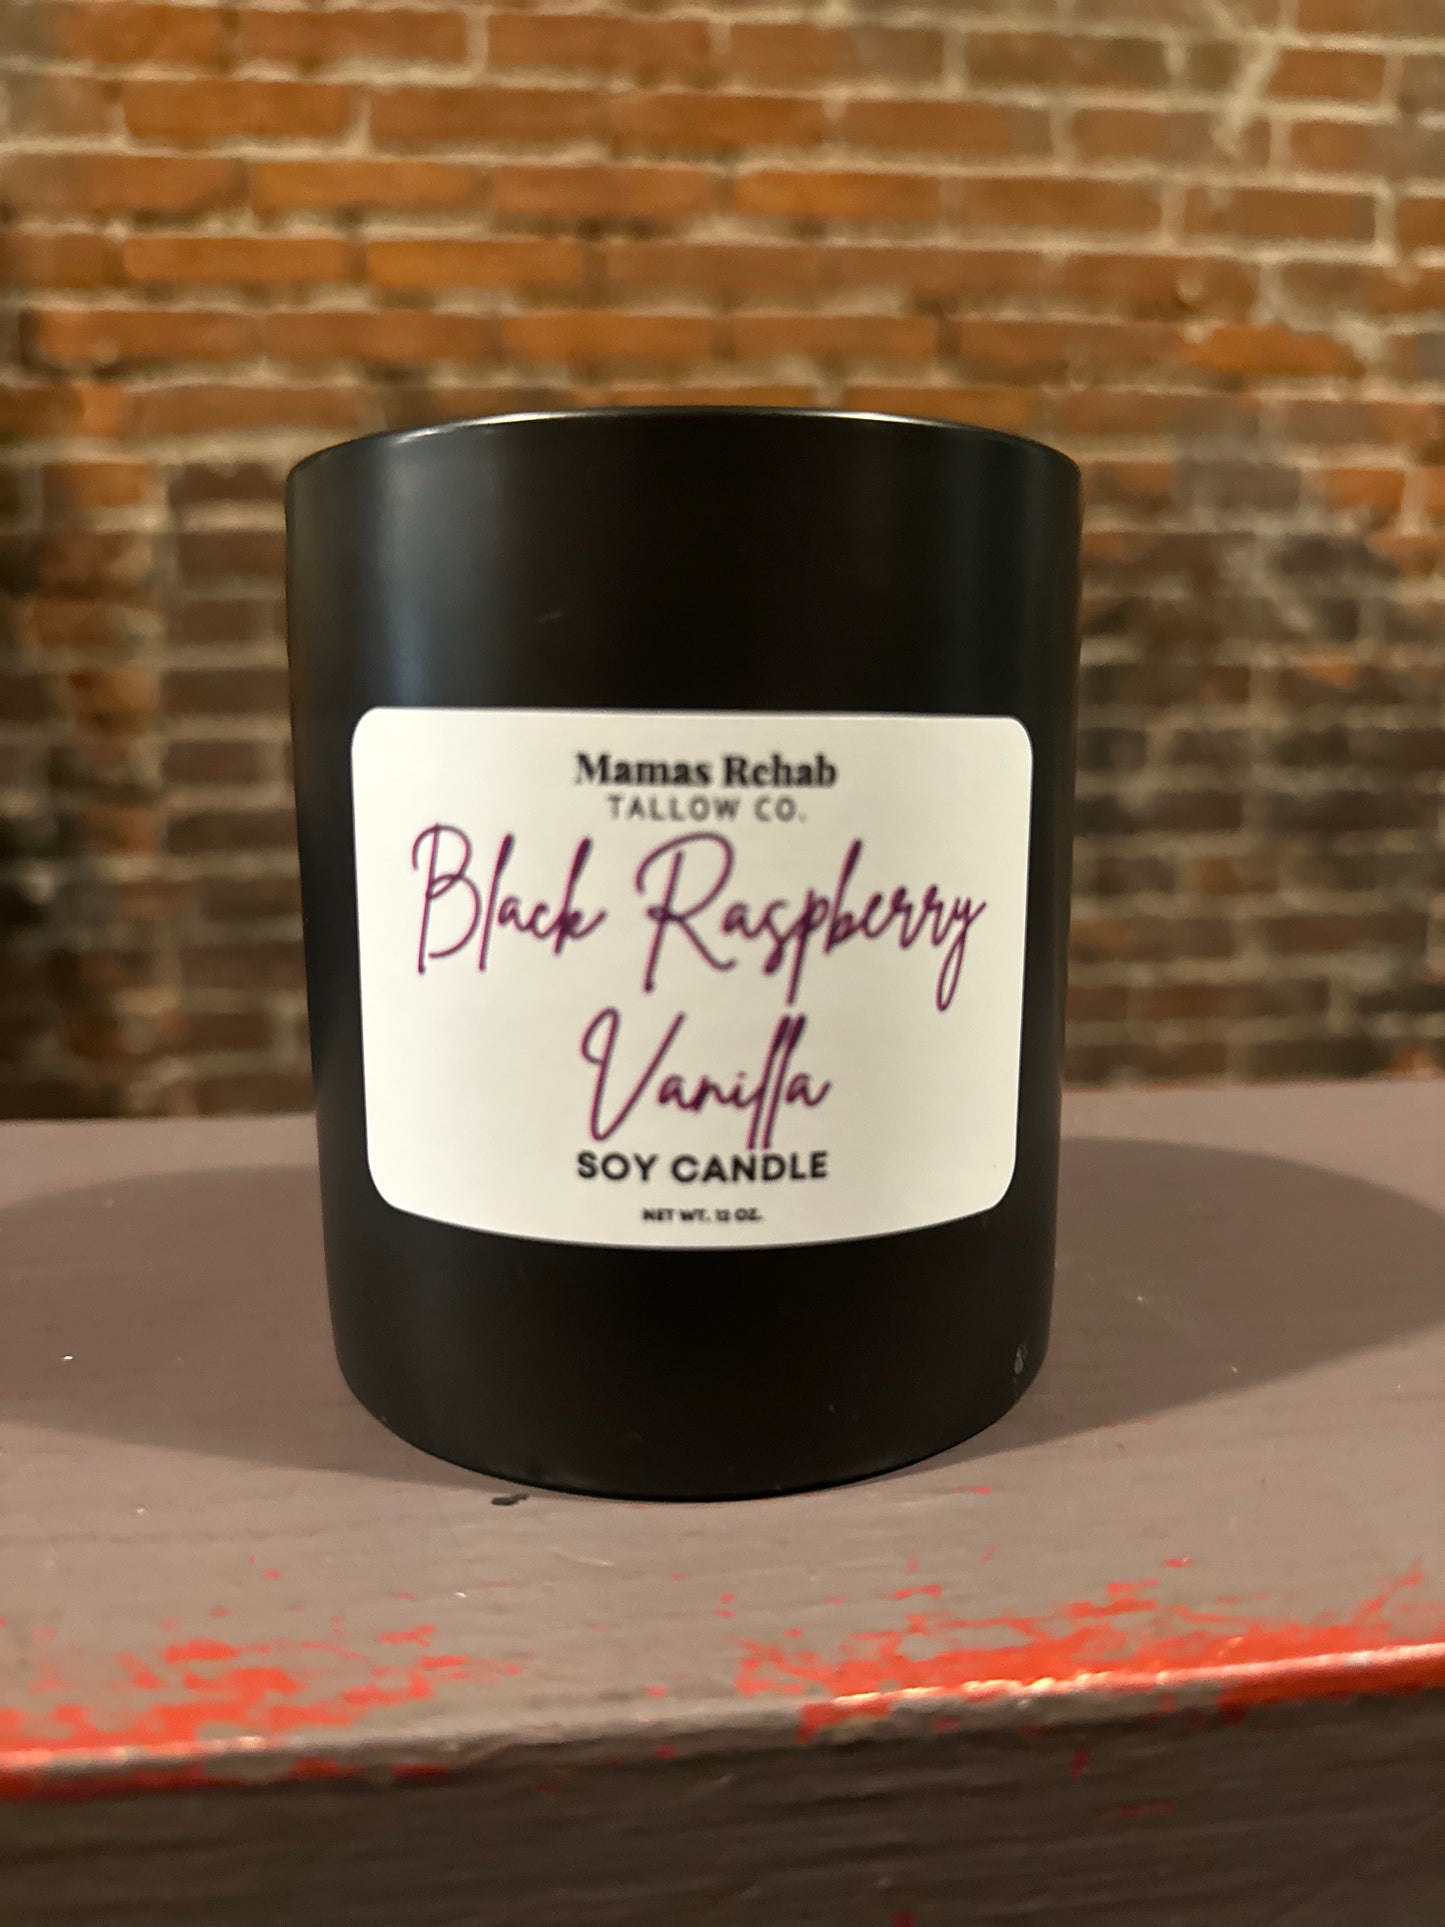 Mamas Rehab
TALLOW CO.
Black Raspberry
Vanilla
SOY CANDLE
NET WT. 12 OZ.